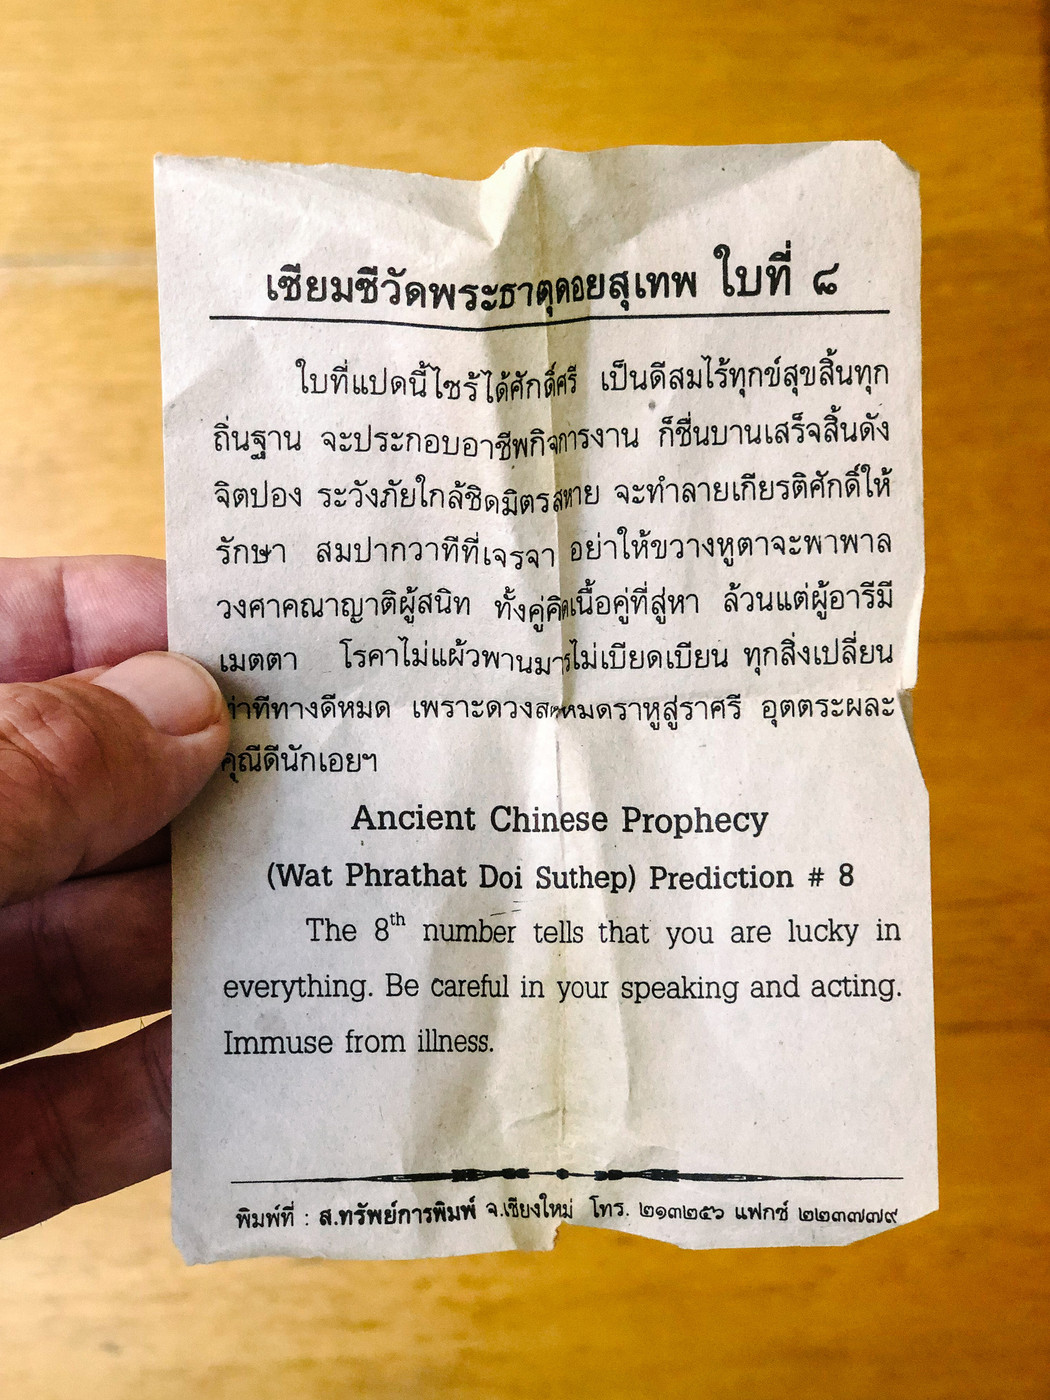 เซียมซีวัดพระธาตุดอยสุเทพ ใบที่ ๘
ใบที่แปดนี้ไซร้ได้ศักดิ์ศรี เป็นดีสมไร้ทุกข์สุขสิ้นทุก
ถิ่นฐาน จะประกอบอาชีพกิจการงาน ก็ชื่นบานเสร็จสิ้นดัง
จิตปอง ระวังภัยใกล้ชิดมิตรสหาย จะทำลายเกียรติศักดิ์ให้
รักษา สมปากวาทีที่เจรจา อย่าให้ขวางหูตาจะพาพาล
วงศาคณาญาติผู้สนิท ทั้งคู่คิดเนื้อคู่ที่สู่หา ล้วนแต่ผู้อารีมี
เมตตา โรคาไม่แผ้วพานมารไม่เบียดเบียน ทุกสิ่งเปลี่ยน
ท่าทีทางดีหมด เพราะดวงราหูสู่ราศรี อุตตระผละ
คุณีดีนักเอยฯ
Ancient Chinese Prophecy
(Wat Phrathat Doi Suthep) Prediction # 8
The 8th number tells that you are lucky in
everything. Be careful in your speaking and acting.
Immuse from illness.
พิมพ์ที่ : ส.ทรัพย์การพิมพ์ จ.เชียงใหม่ โทร. ๒๑๓๒๕๖ แฟกซ์ ๒๒๓๗๗๙